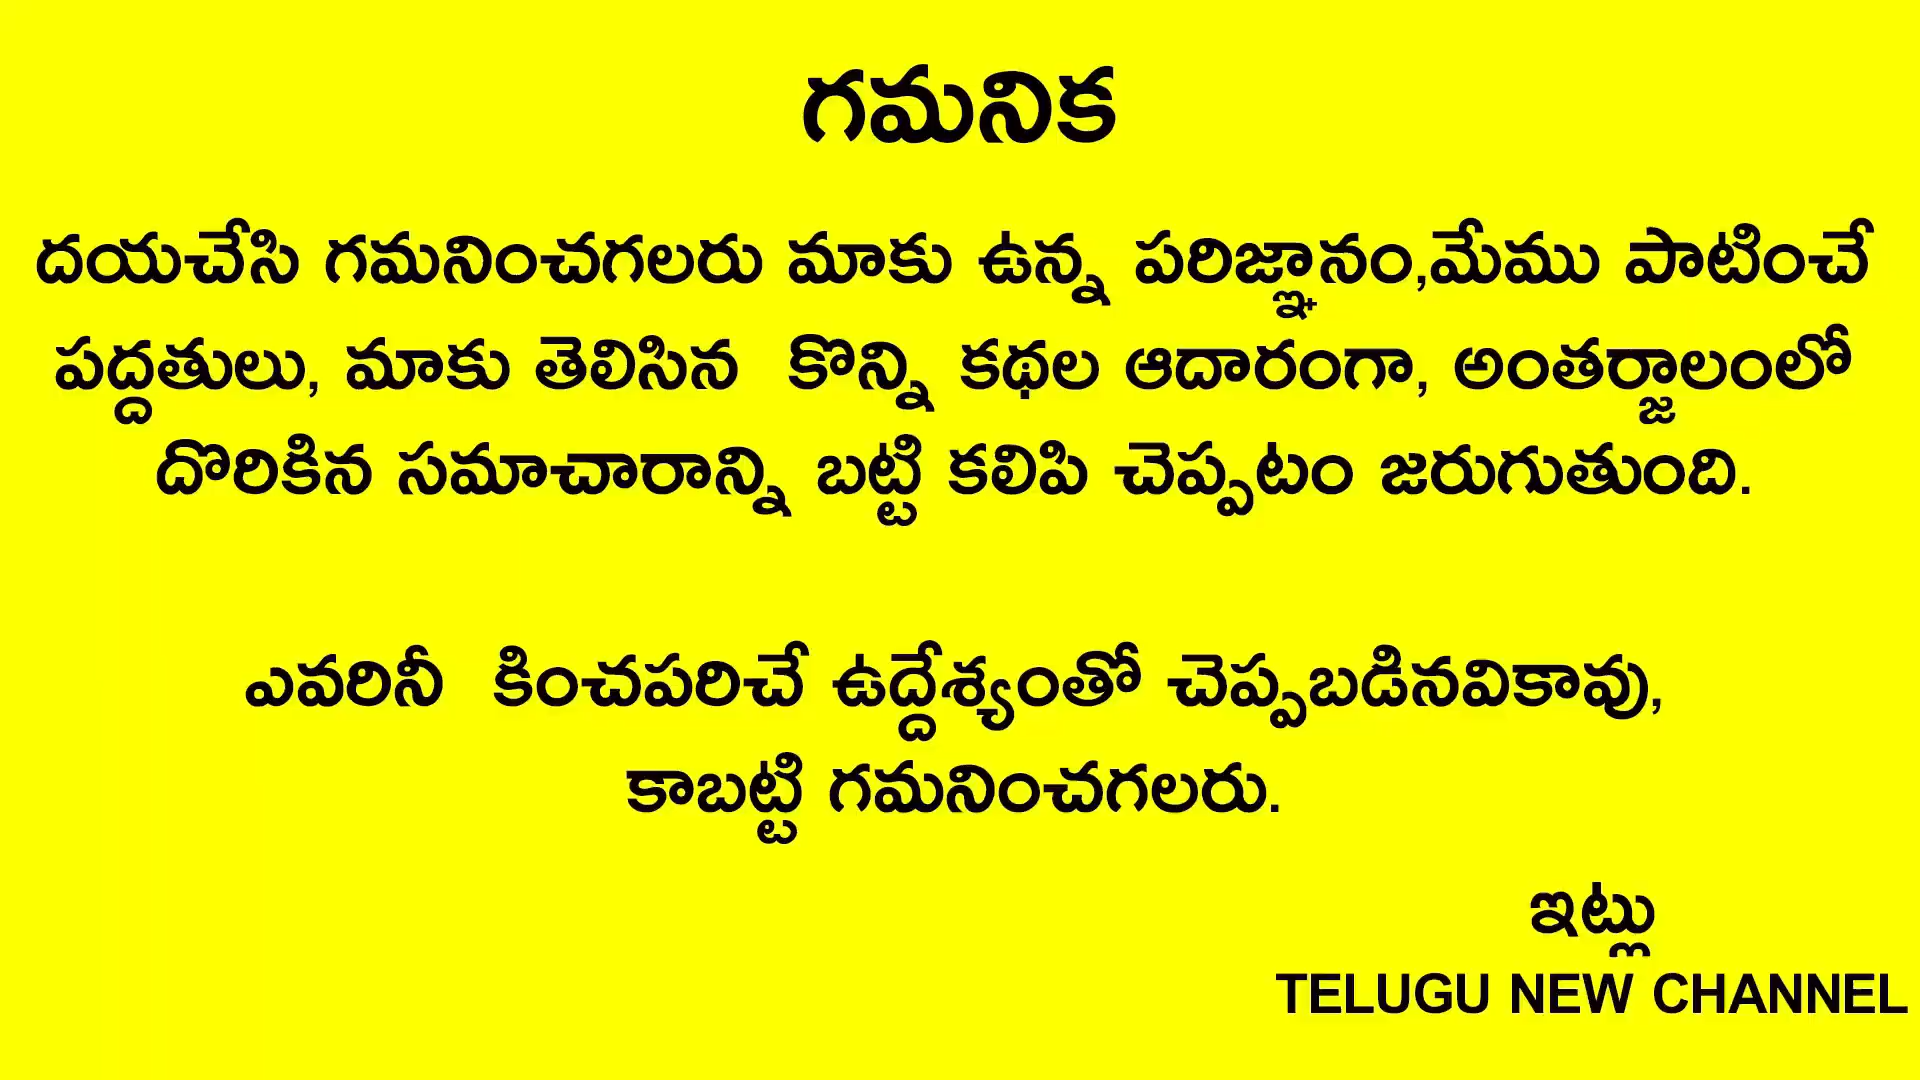 గమనిక
దయచేసి గమనించగలరు మాకు ఉన్న పరిజ్ఞానం,మేము పాటించే
పద్దతులు, మాకు తెలిసిన కొన్ని కథల ఆదారంగా, అంతర్జాలంలో
దొరికిన సమాచారాన్ని బట్టి కలిపి చెప్పటం జరుగుతుంది.
ఎవరినీ కించపరిచే ఉద్దేశ్యంతో చెప్పబడినవికావు,
కాబట్టి గమనించగలరు.
ఇట్లు
TELUGU NEW CHANNEL